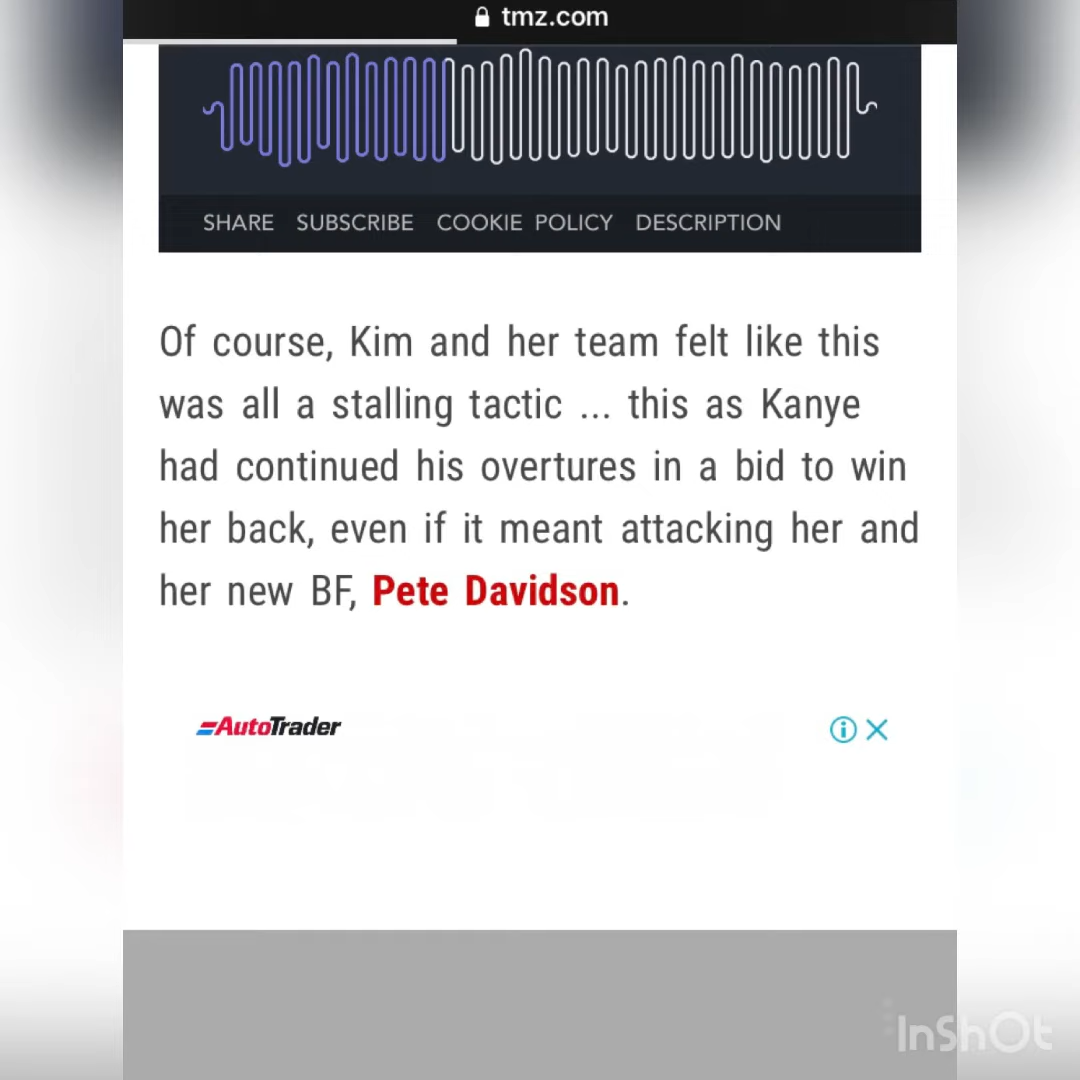 tmz.com
SHARE SUBSCRIBE COOKIE POLICY DESCRIPTION
Of course, Kim and her team felt like this
was all a stalling tactic ... this as Kanye
had continued his overtures in a bid to win
her back, even if it meant attacking her and
her new BF, Pete Davidson.
AutoTrader
InShOt